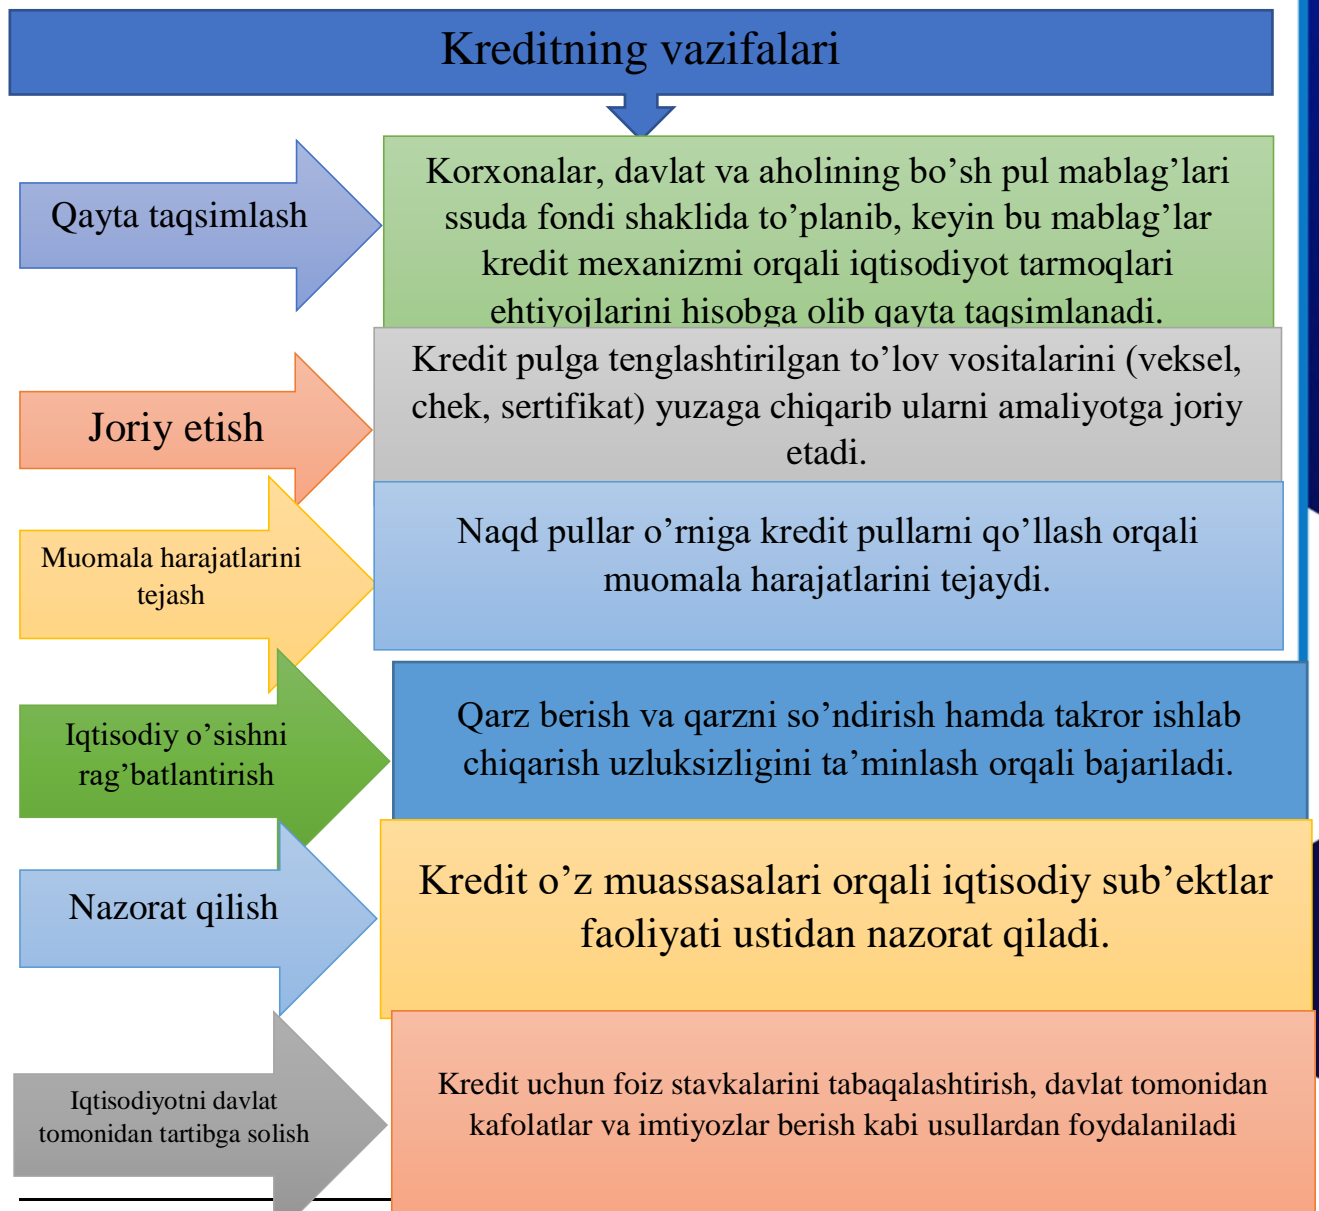 Kreditning vazifalari
Qayta taqsimlash
Korxonalar, davlat va aholining bo’sh pul mablag’lari
ssuda fondi shaklida to’planib, keyin bu mablag’lar
kredit mexanizmi orqali iqtisodiyot tarmoqlari
ehtiyojlarini hisobga olib qayta taqsimlanadi.
Joriy etish
Kredit pulga tenglashtirilgan to’lov vositalarini (veksel,
chek, sertifikat) yuzaga chiqarib ularni amaliyotga joriy
etadi.
Muomala harajatlarini
tejash
Naqd pullar o’rniga kredit pullarni qo’llash orqali
muomala harajatlarini tejaydi.
Iqtisodiy o’sishni
rag’batlantirish
Qarz berish va qarzni so’ndirish hamda takror ishlab
chiqarish uzluksizligini ta’minlash orqali bajariladi.
Nazorat qilish
Kredit o’z muassasalari orqali iqtisodiy sub’ektlar
faoliyati ustidan nazorat qiladi.
Iqtisodiyotni davlat
tomonidan tartibga solish
Kredit uchun foiz stavkalarini tabaqalashtirish, davlat tomonidan
kafolatlar va imtiyozlar berish kabi usullardan foydalaniladi